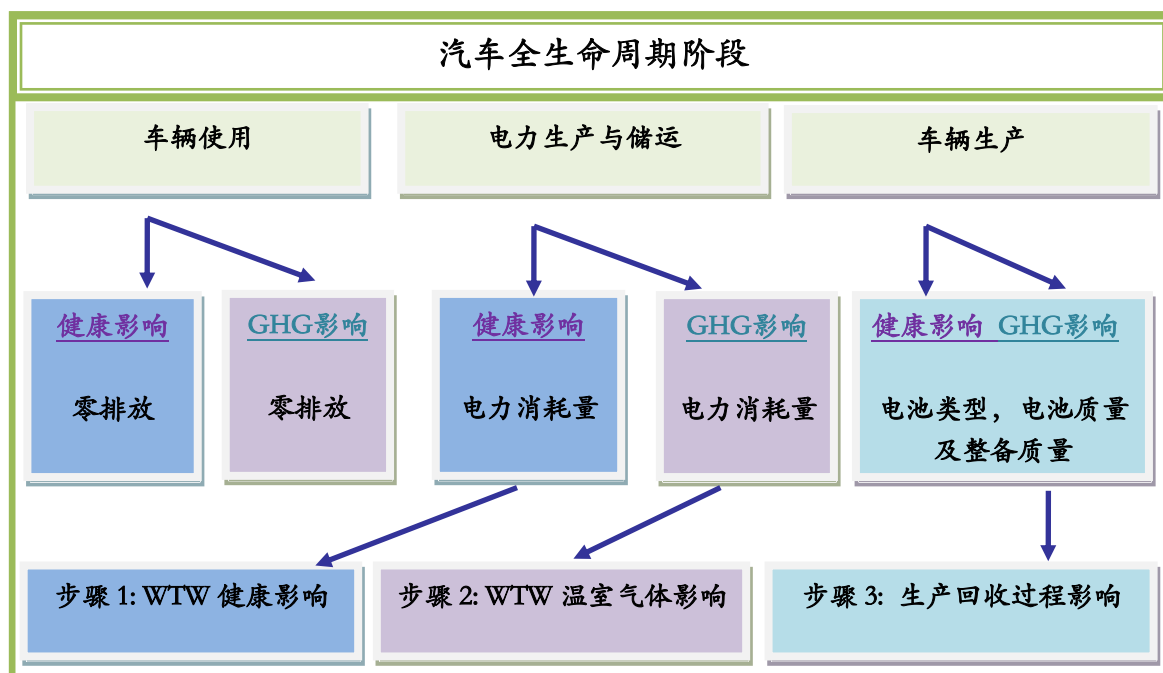 汽车全生命周期阶段
车辆使用
电力生产与储运
车辆生产
健康影响
零排放
GHG影响
零排放
健康影响
电力消耗量
GHG影响
电力消耗量
健康影响 GHG影响
电池类型，电池质量
及整备质量
步骤 1: WTW 健康影响
步骤 2: WTW 温室气体影响
步骤 3: 生产回收过程影响